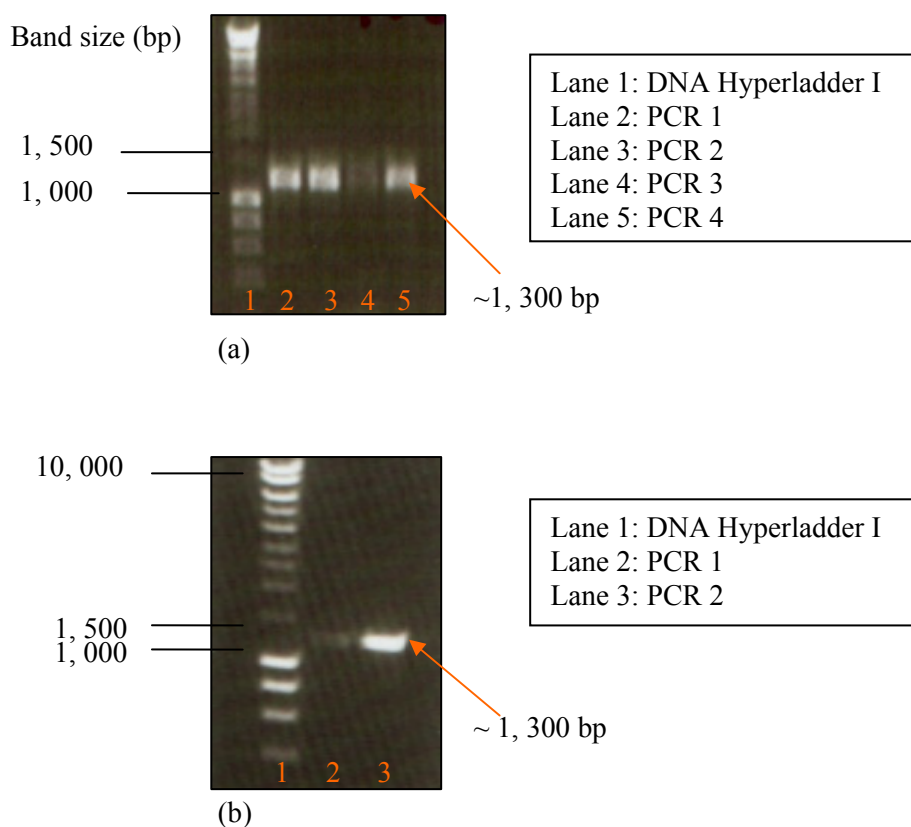 Band size (bp)
1, 500
1, 000
1 2 3 4 5
~1, 300 bp
(a)
Lane 1: DNA Hyperladder I
Lane 2: PCR 1
Lane 3: PCR 2
Lane 4: PCR 3
Lane 5: PCR 4
10, 000
1, 500
1, 000
1 2 3
~ 1, 300 bp
(b)
Lane 1: DNA Hyperladder I
Lane 2: PCR 1
Lane 3: PCR 2